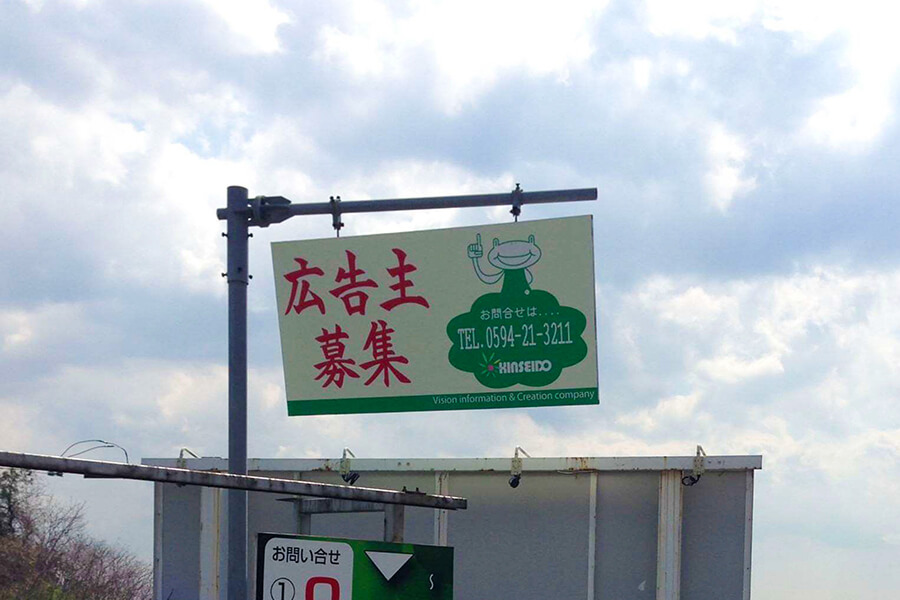 広告主
募集
お問合せは....
TEL.0594-21-3211
KINSEIDO
Vision information & Creation company
お問い合せ
①